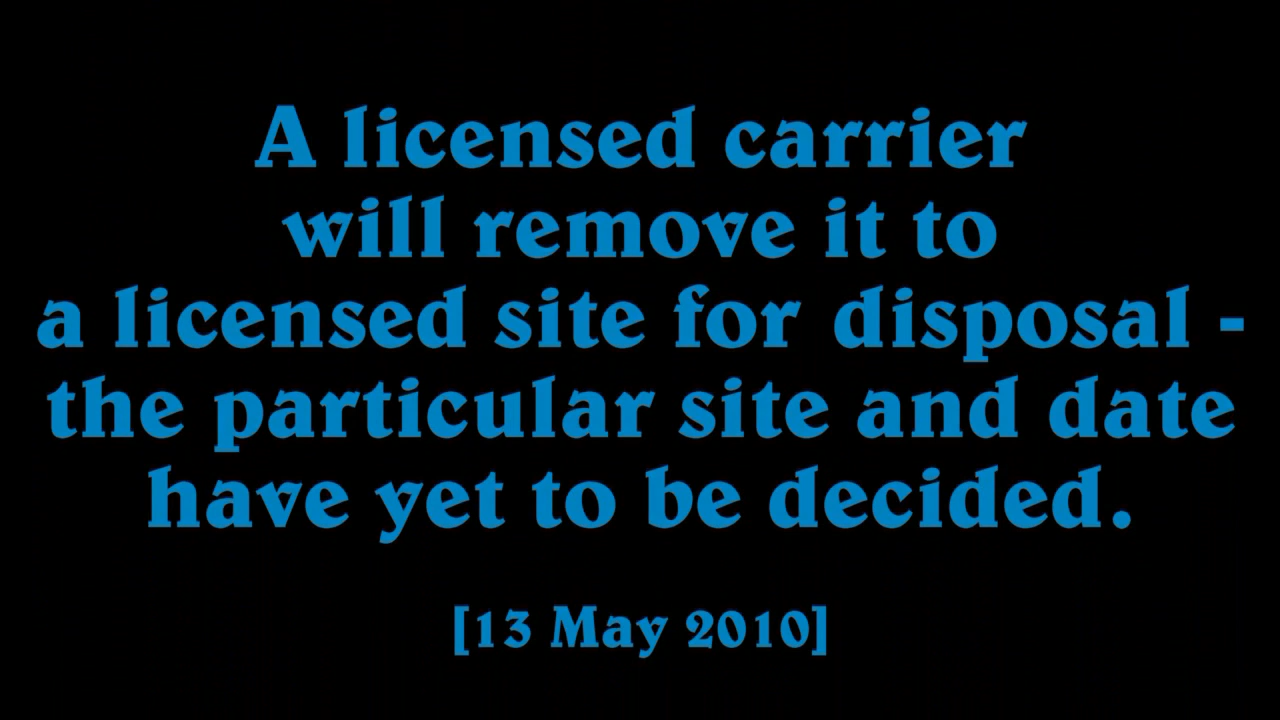 A licensed carrier
will remove it to
a licensed site for disposal -
the particular site and date
have yet to be decided.
[13 May 2010]